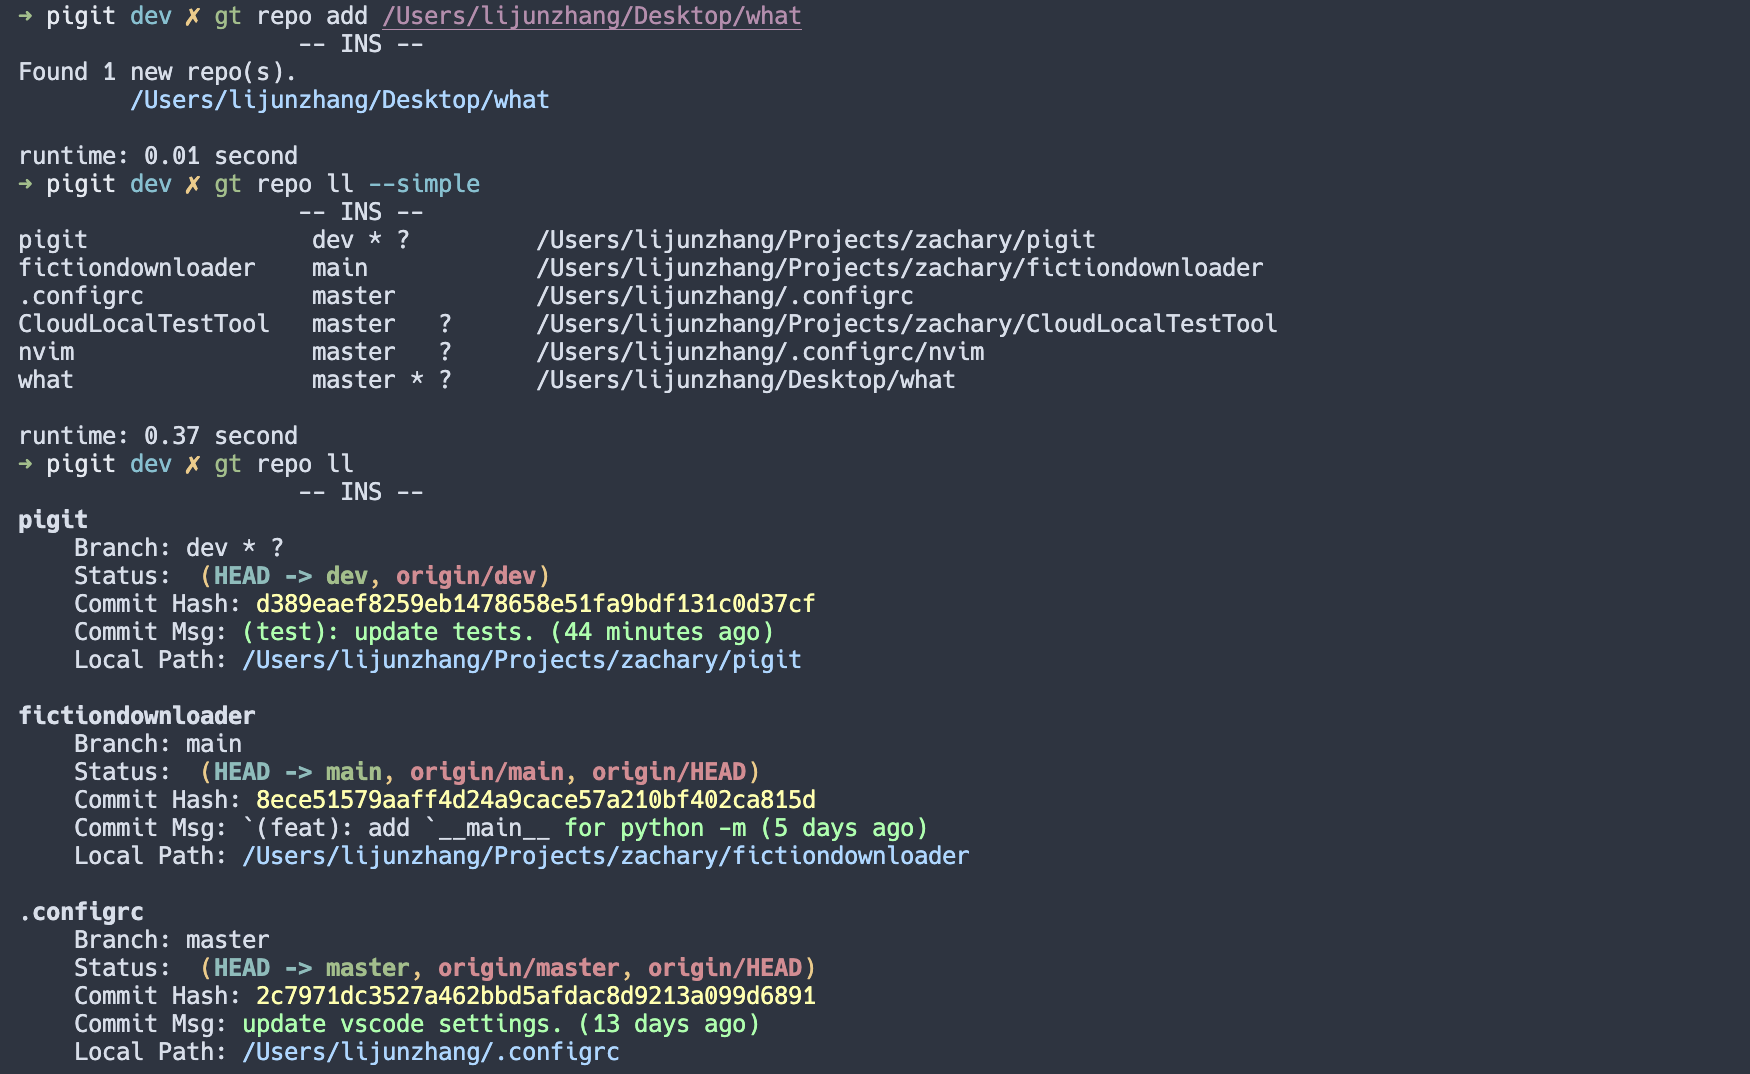 ➜ pigit dev ✗ gt repo add /Users/lijunzhang/Desktop/what
-- INS --
Found 1 new repo(s).
/Users/lijunzhang/Desktop/what
runtime: 0.01 second
➜ pigit dev ✗ gt repo ll --simple
-- INS --
pigit dev * ? /Users/lijunzhang/Projects/zachary/pigit
fictiondownloader main /Users/lijunzhang/Projects/zachary/fictiondownloader
.configrc master /Users/lijunzhang/.configrc
CloudLocalTestTool master ? /Users/lijunzhang/Projects/zachary/CloudLocalTestTool
nvim master ? /Users/lijunzhang/.configrc/nvim
what master * ? /Users/lijunzhang/Desktop/what
runtime: 0.37 second
➜ pigit dev ✗ gt repo ll
-- INS --
pigit
Branch: dev * ?
Status: (HEAD -> dev, origin/dev)
Commit Hash: d389eaef8259eb1478658e51fa9bdf131c0d37cf
Commit Msg: (test): update tests. (44 minutes ago)
Local Path: /Users/lijunzhang/Projects/zachary/pigit
fictiondownloader
Branch: main
Status: (HEAD -> main, origin/main, origin/HEAD)
Commit Hash: 8ece51579aaff4d24a9cace57a210bf402ca815d
Commit Msg: `(feat): add `__main__ for python -m (5 days ago)
Local Path: /Users/lijunzhang/Projects/zachary/fictiondownloader
.configrc
Branch: master
Status: (HEAD -> master, origin/master, origin/HEAD)
Commit Hash: 2c7971dc3527a462bbd5afdac8d9213a099d6891
Commit Msg: update vscode settings. (13 days ago)
Local Path: /Users/lijunzhang/.configrc